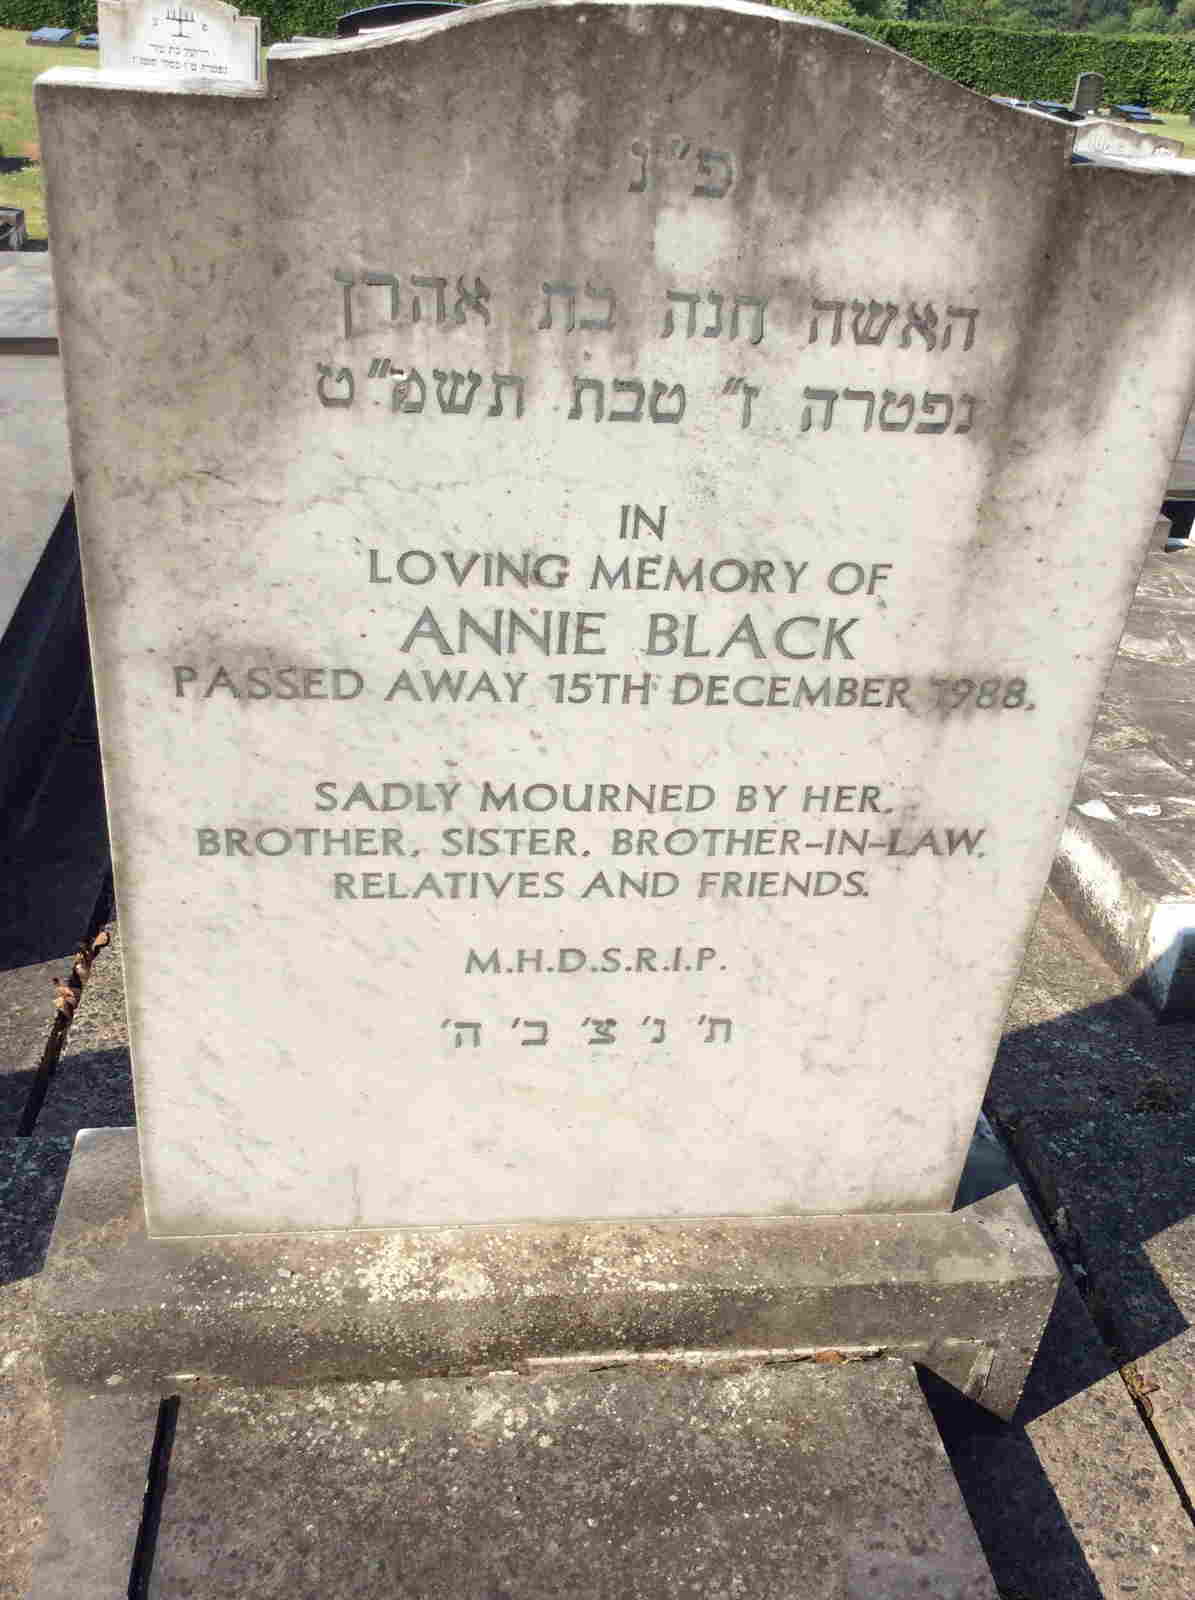 פ"נ
האשה חנה בת אהרן
נפטרה ז" טבת תשמ"ט
IN
LOVING MEMORY OF
ANNIE BLACK
PASSED AWAY 15TH DECEMBER 1988,
SADLY MOURNED BY HER,
BROTHER, SISTER, BROTHER-IN-LAW,
RELATIVES AND FRIENDS.
M.H.D.S.R.I.P.
ת' נ' צ' ב' ה'